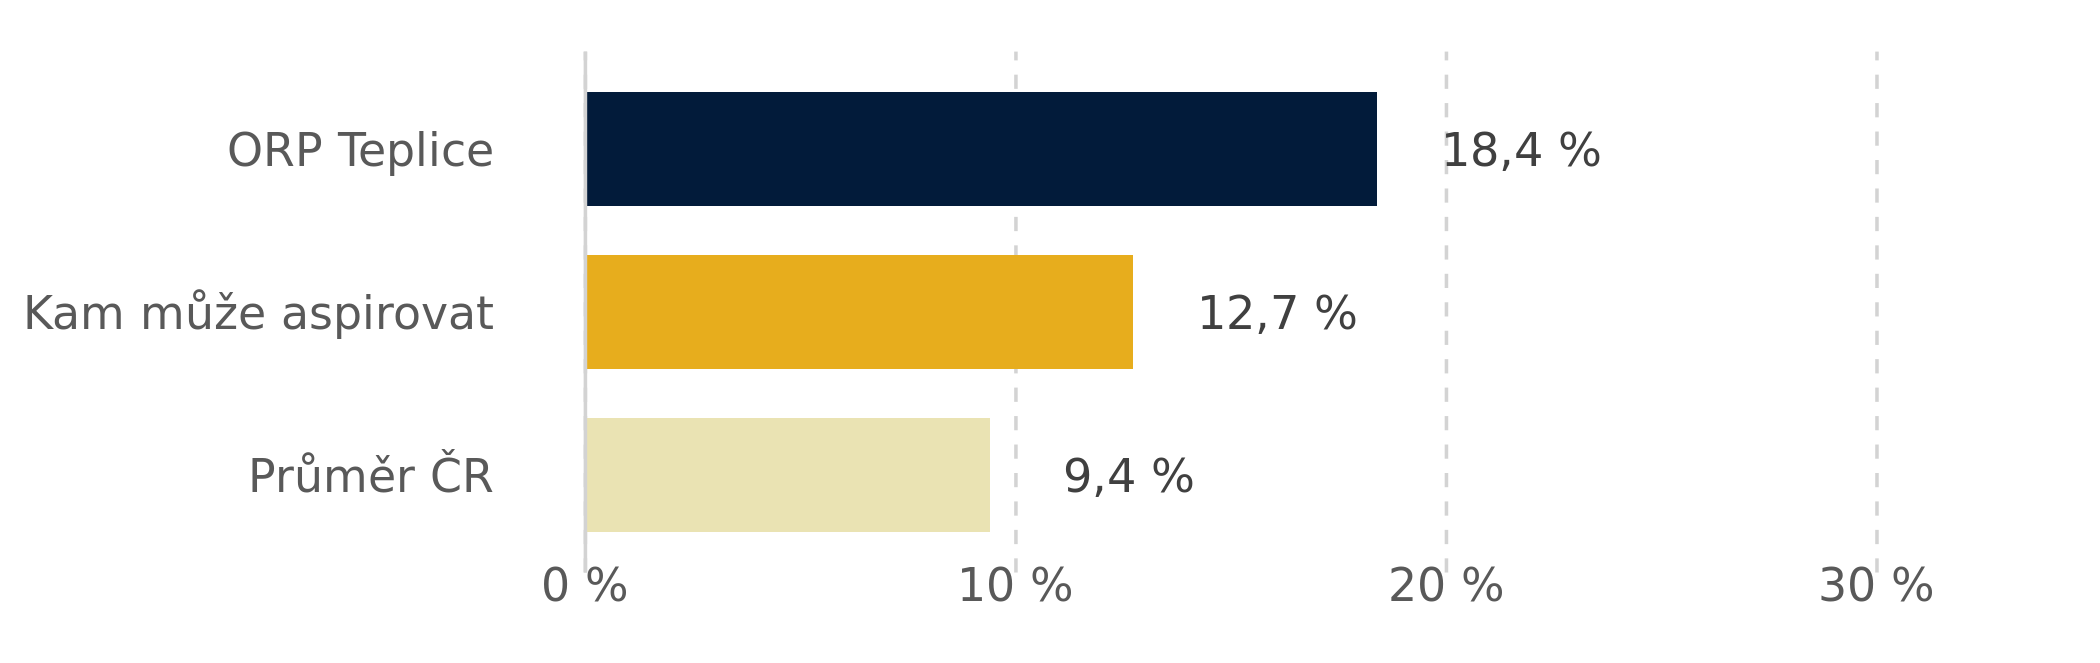 ORP Teplice
18,4 %
Kam může aspirovat
12,7 %
Průměr ČR
9,4 %
0 %
10 %
20 %
30 %